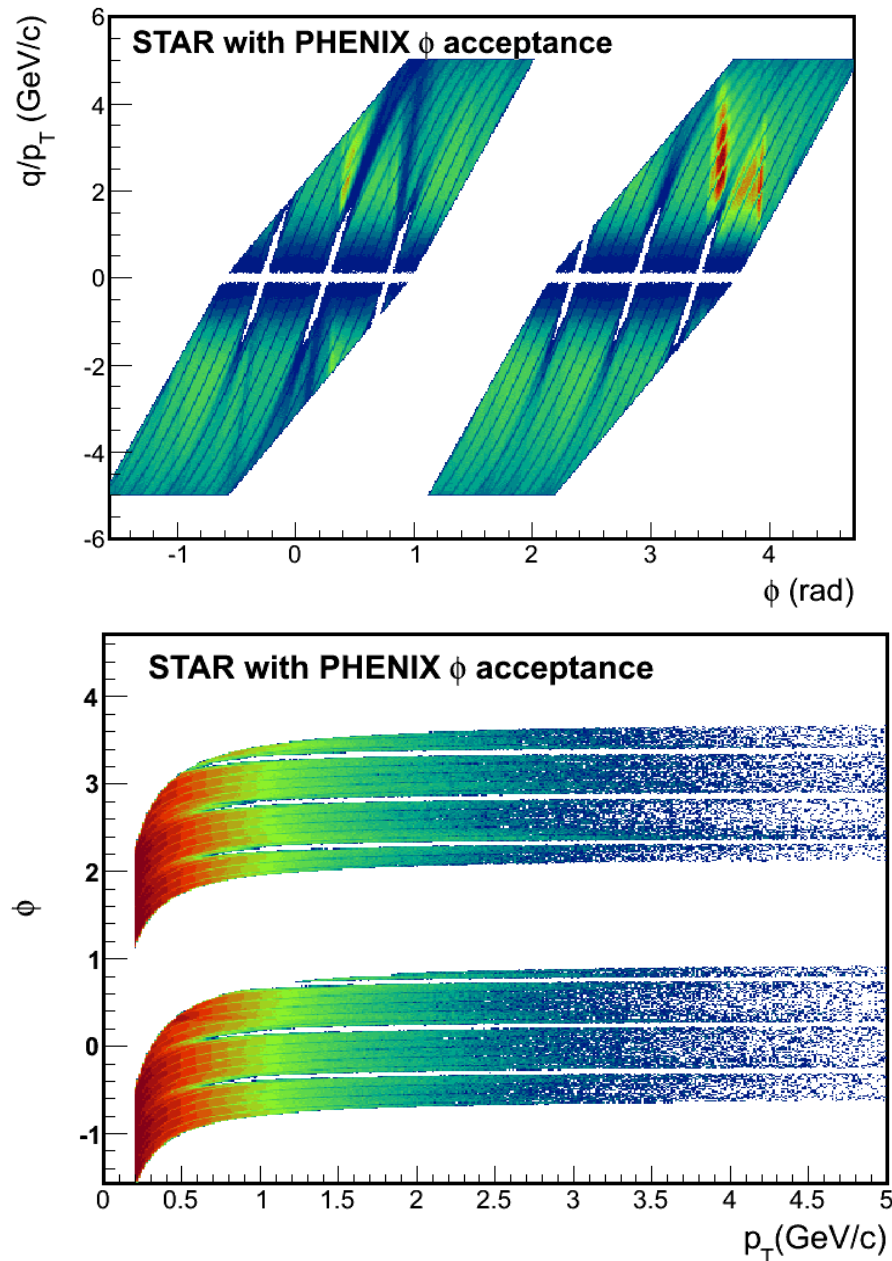 STAR with PHENIX ϕ acceptance
q/p_T (GeV/c)
6
4
2
0
-2
-4
-6
-1 0 1 2 3 4
ϕ (rad)
STAR with PHENIX ϕ acceptance
ϕ
4
3
2
1
0
-1
0 0.5 1 1.5 2 2.5 3 3.5 4 4.5 5
p_T(GeV/c)